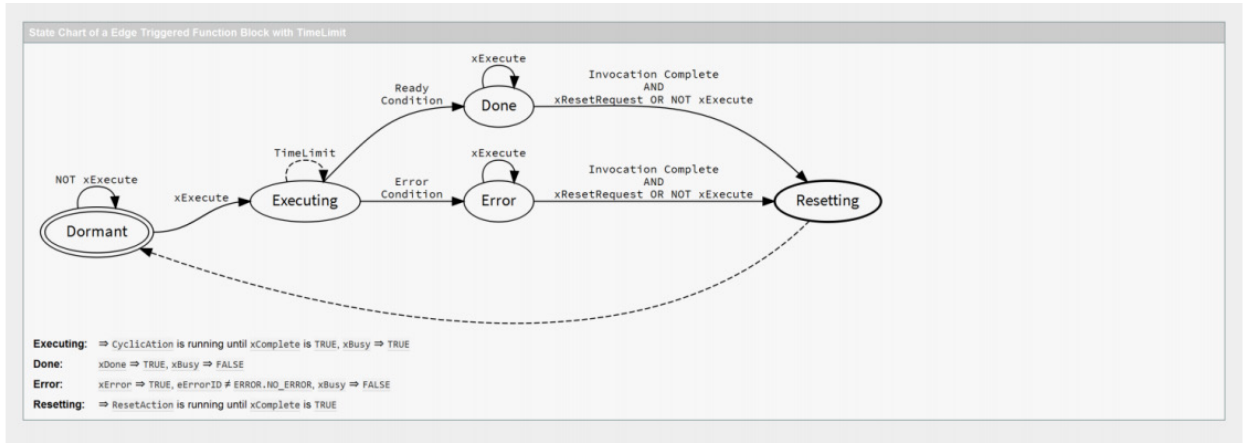 State Chart of a Edge Triggered Function Block with TimeLimit
xExecute
Invocation Complete
AND
xResetRequest OR NOT xExecute
Ready
Condition
Done
TimeLimit
xExecute
Invocation Complete
AND
xResetRequest OR NOT xExecute
NOT xExecute
xExecute
Error
Condition
Executing
Error
Resetting
Dormant
Executing: ⇒ CyclicAtion is running until xComplete is TRUE, xBusy ⇒ TRUE
Done: xDone ⇒ TRUE, xBusy ⇒ FALSE
Error: xError ⇒ TRUE, eErrorID ≠ ERROR.NO_ERROR, xBusy ⇒ FALSE
Resetting: ⇒ ResetAction is running until xComplete is TRUE